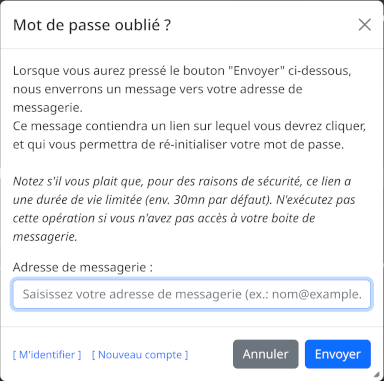 Mot de passe oublié ?
Lorsque vous aurez pressé le bouton "Envoyer" ci-dessous,
nous enverrons un message vers votre adresse de
messagerie.
Ce message contiendra un lien sur lequel vous devrez cliquer,
et qui vous permettra de ré-initialiser votre mot de passe.
Notez s'il vous plait que, pour des raisons de sécurité, ce lien a
une durée de vie limitée (env. 30mn par défaut). N'exécutez pas
cette opération si vous n'avez pas accès à votre boite de
messagerie.
Adresse de messagerie :
Saisissez votre adresse de messagerie (ex.: nom@example.
[ M'identifier ] [ Nouveau compte ] Annuler Envoyer